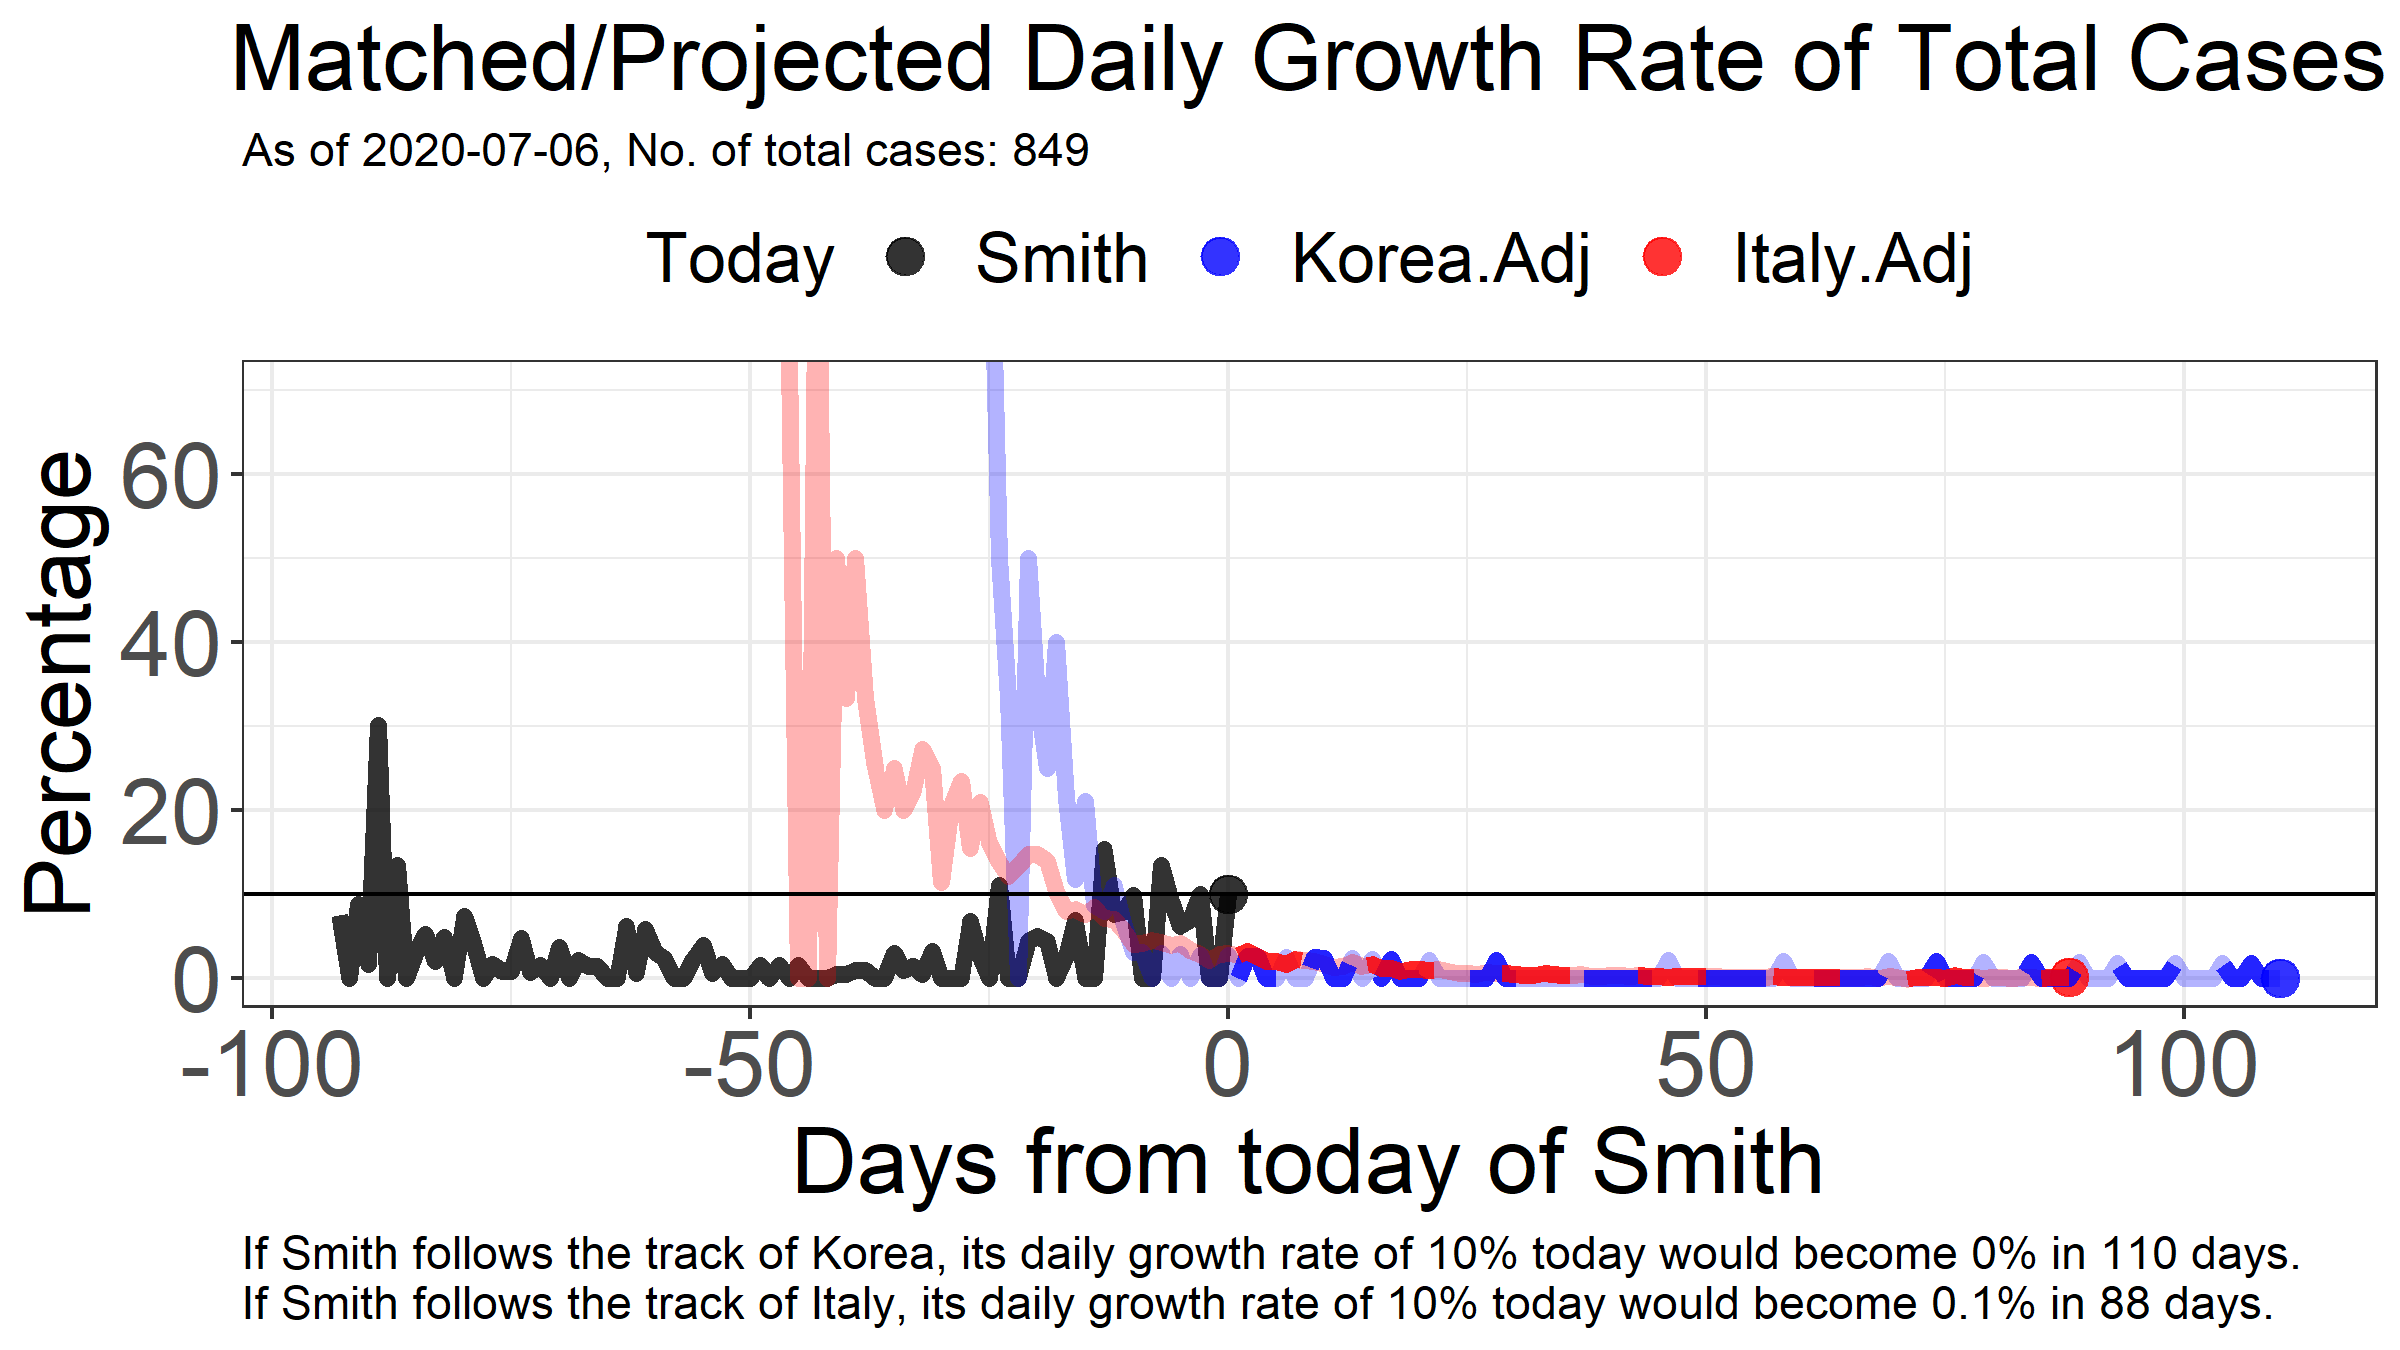 Matched/Projected Daily Growth Rate of Total Cases
As of 2020-07-06, No. of total cases: 849
Today Smith Korea.Adj Italy.Adj
Percentage
60
40
20
0
-100 -50 0 50 100
Days from today of Smith
If Smith follows the track of Korea, its daily growth rate of 10% today would become 0% in 110 days.
If Smith follows the track of Italy, its daily growth rate of 10% today would become 0.1% in 88 days.